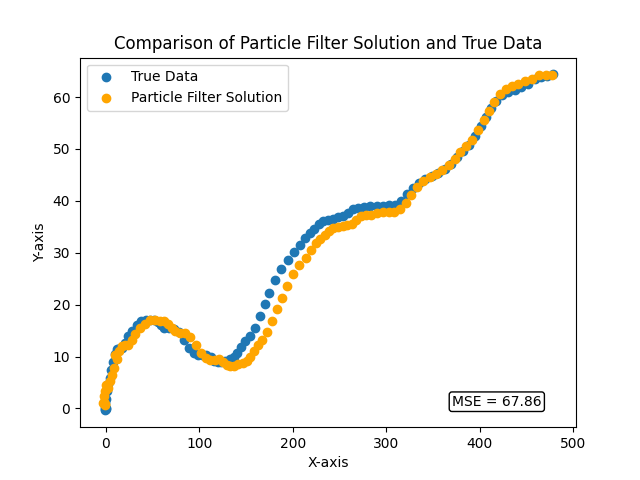 Comparison of Particle Filter Solution and True Data
True Data
Particle Filter Solution
60
50
40
30
20
10
0
Y-axis
MSE = 67.86
0 100 200 300 400 500
X-axis